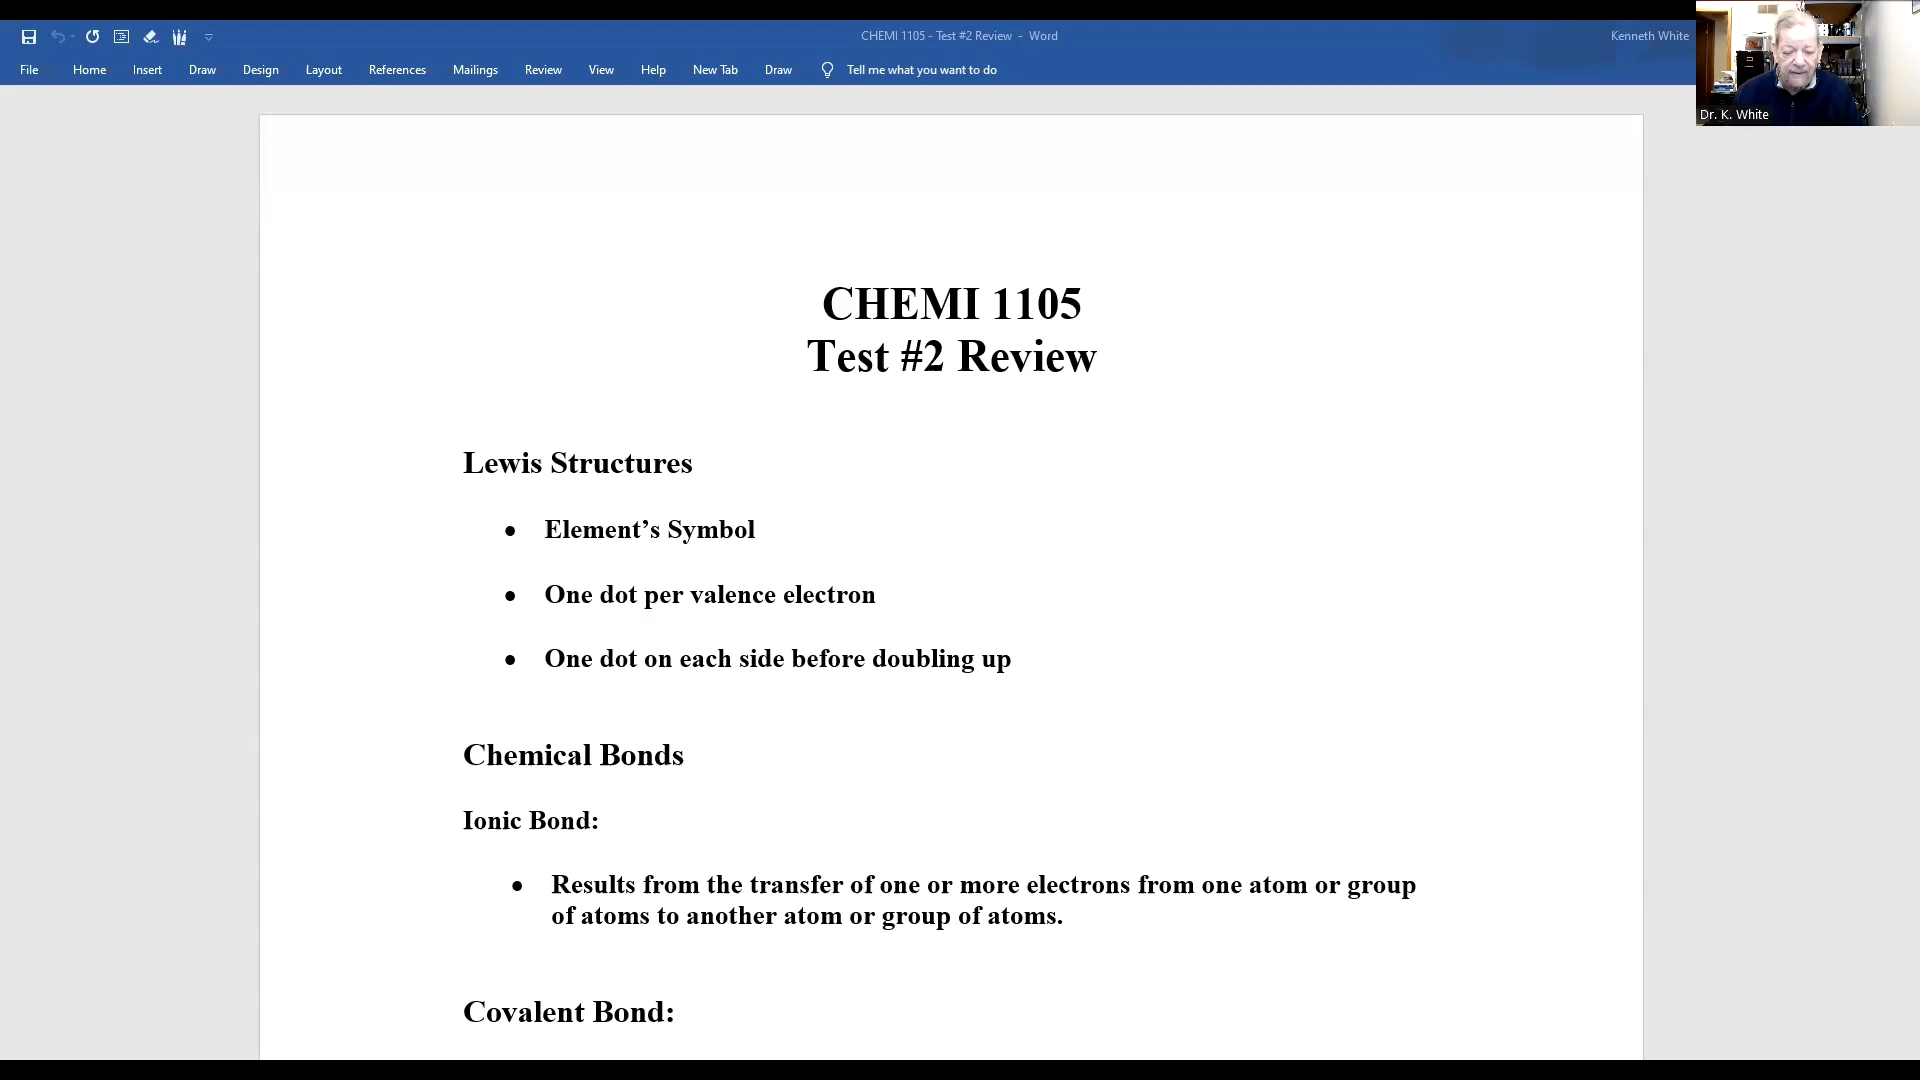 CHEMI 1105 - Test #2 Review - Word
Kenneth White
File Home Insert Draw Design Layout References Mailings Review View Help New Tab Draw Tell me what you want to do
Dr. K. White
CHEMI 1105
Test #2 Review
Lewis Structures
• Element’s Symbol
• One dot per valence electron
• One dot on each side before doubling up
Chemical Bonds
Ionic Bond:
• Results from the transfer of one or more electrons from one atom or group
of atoms to another atom or group of atoms.
Covalent Bond: